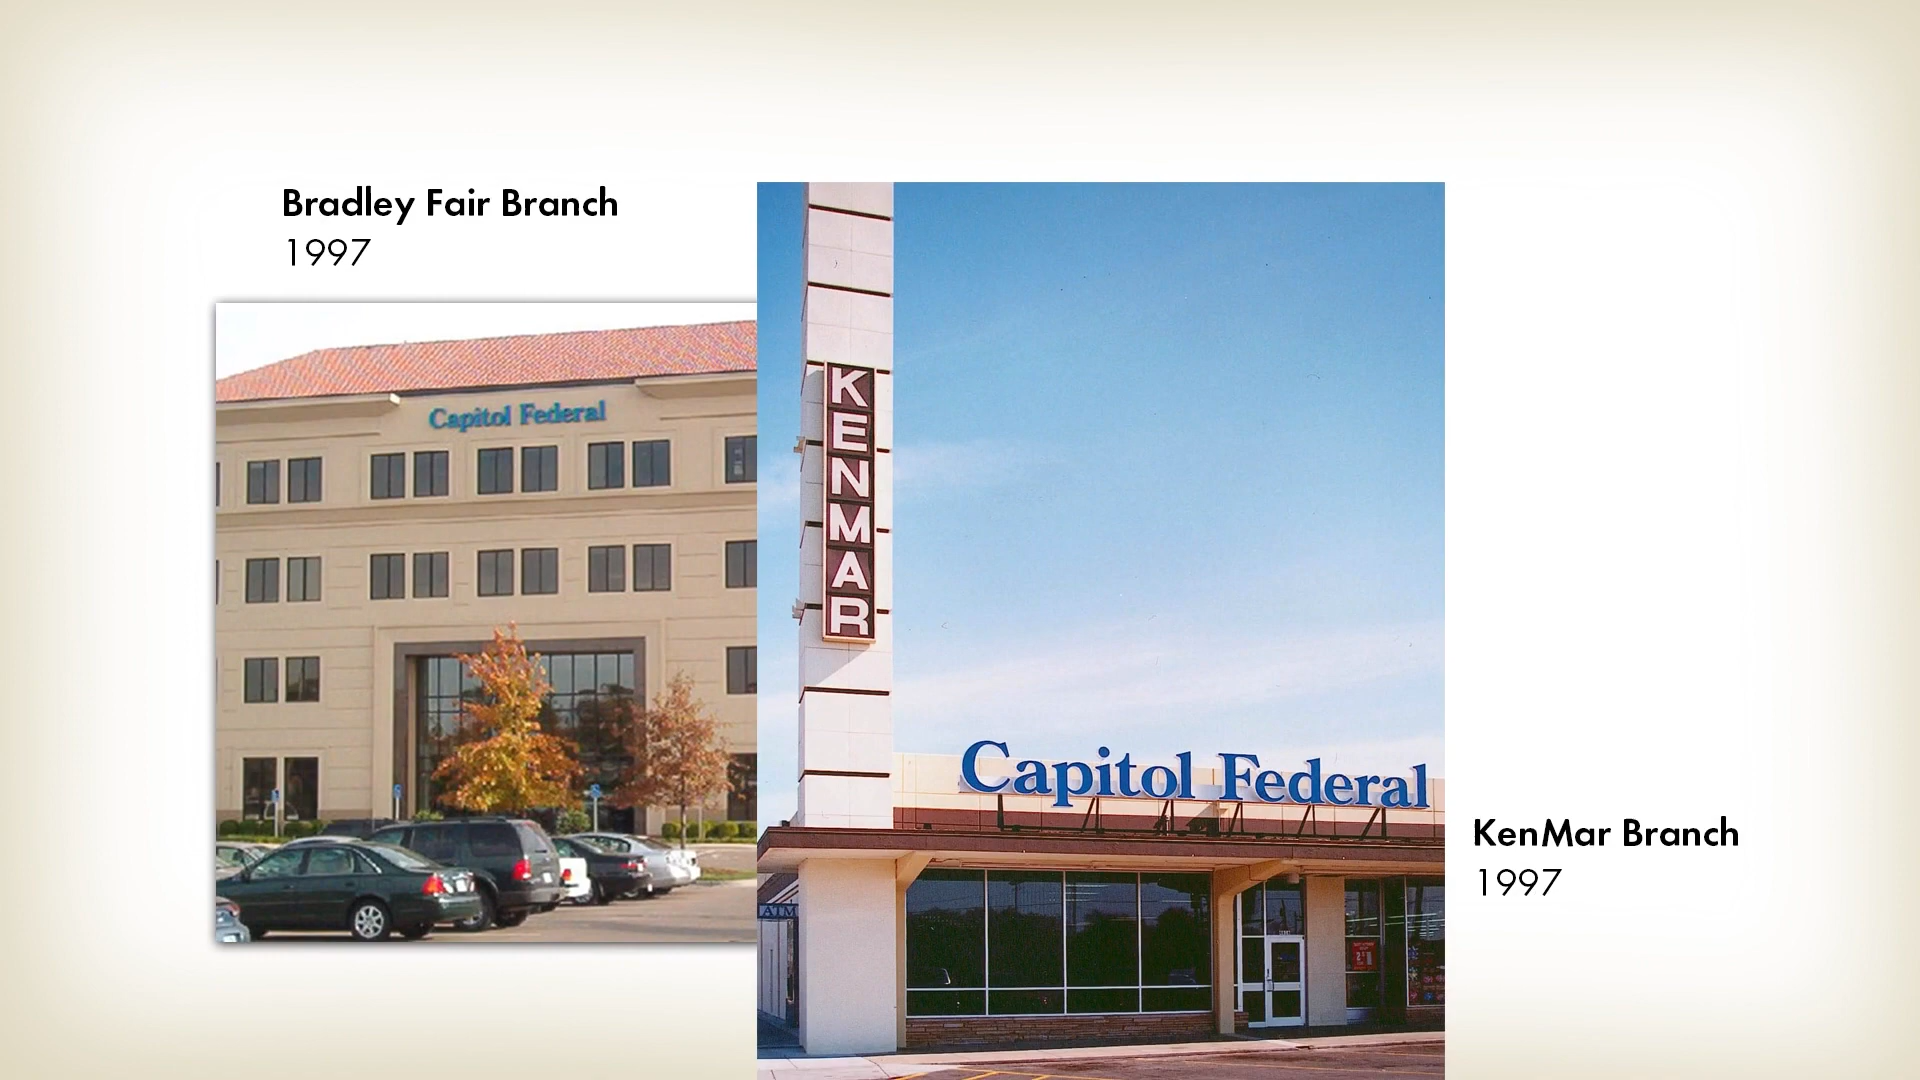 Bradley Fair Branch
1997
Capitol Federal
KENMAR
Capitol Federal
ATM
KenMar Branch
1997